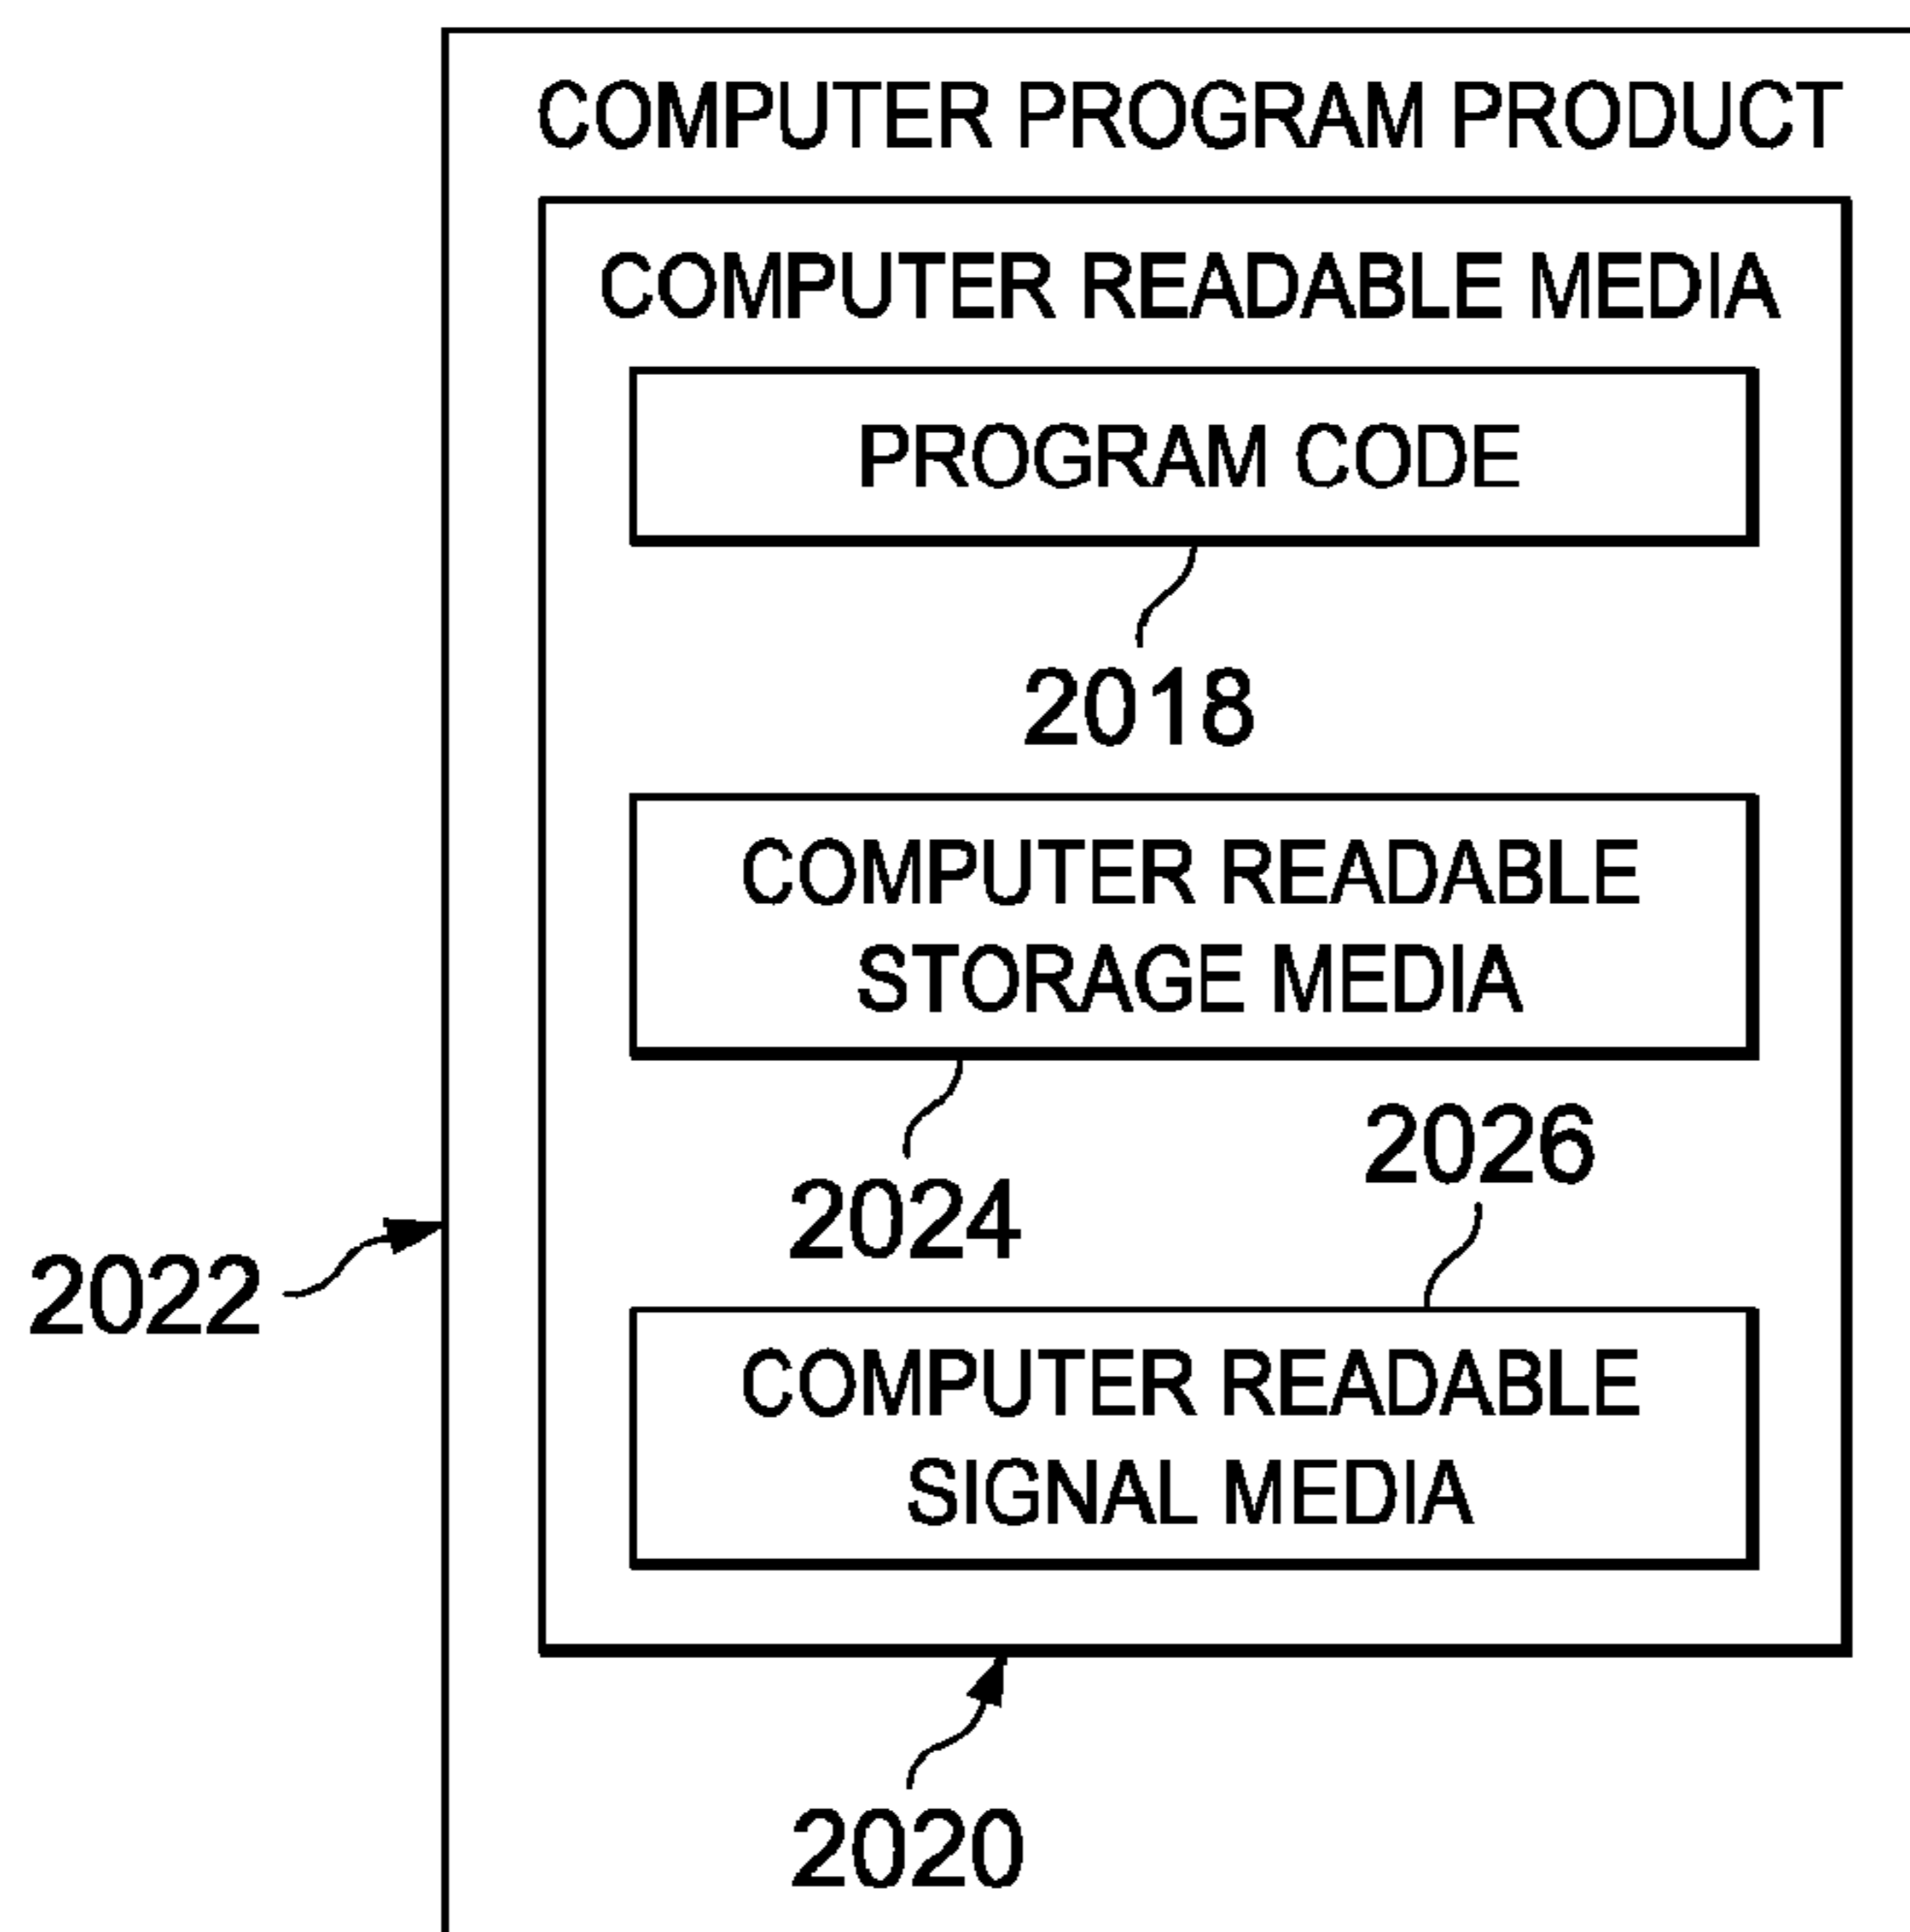 COMPUTER PROGRAM PRODUCT
COMPUTER READABLE MEDIA
PROGRAM CODE
2018
COMPUTER READABLE
STORAGE MEDIA
2026
2024
2022
COMPUTER READABLE
SIGNAL MEDIA
2020